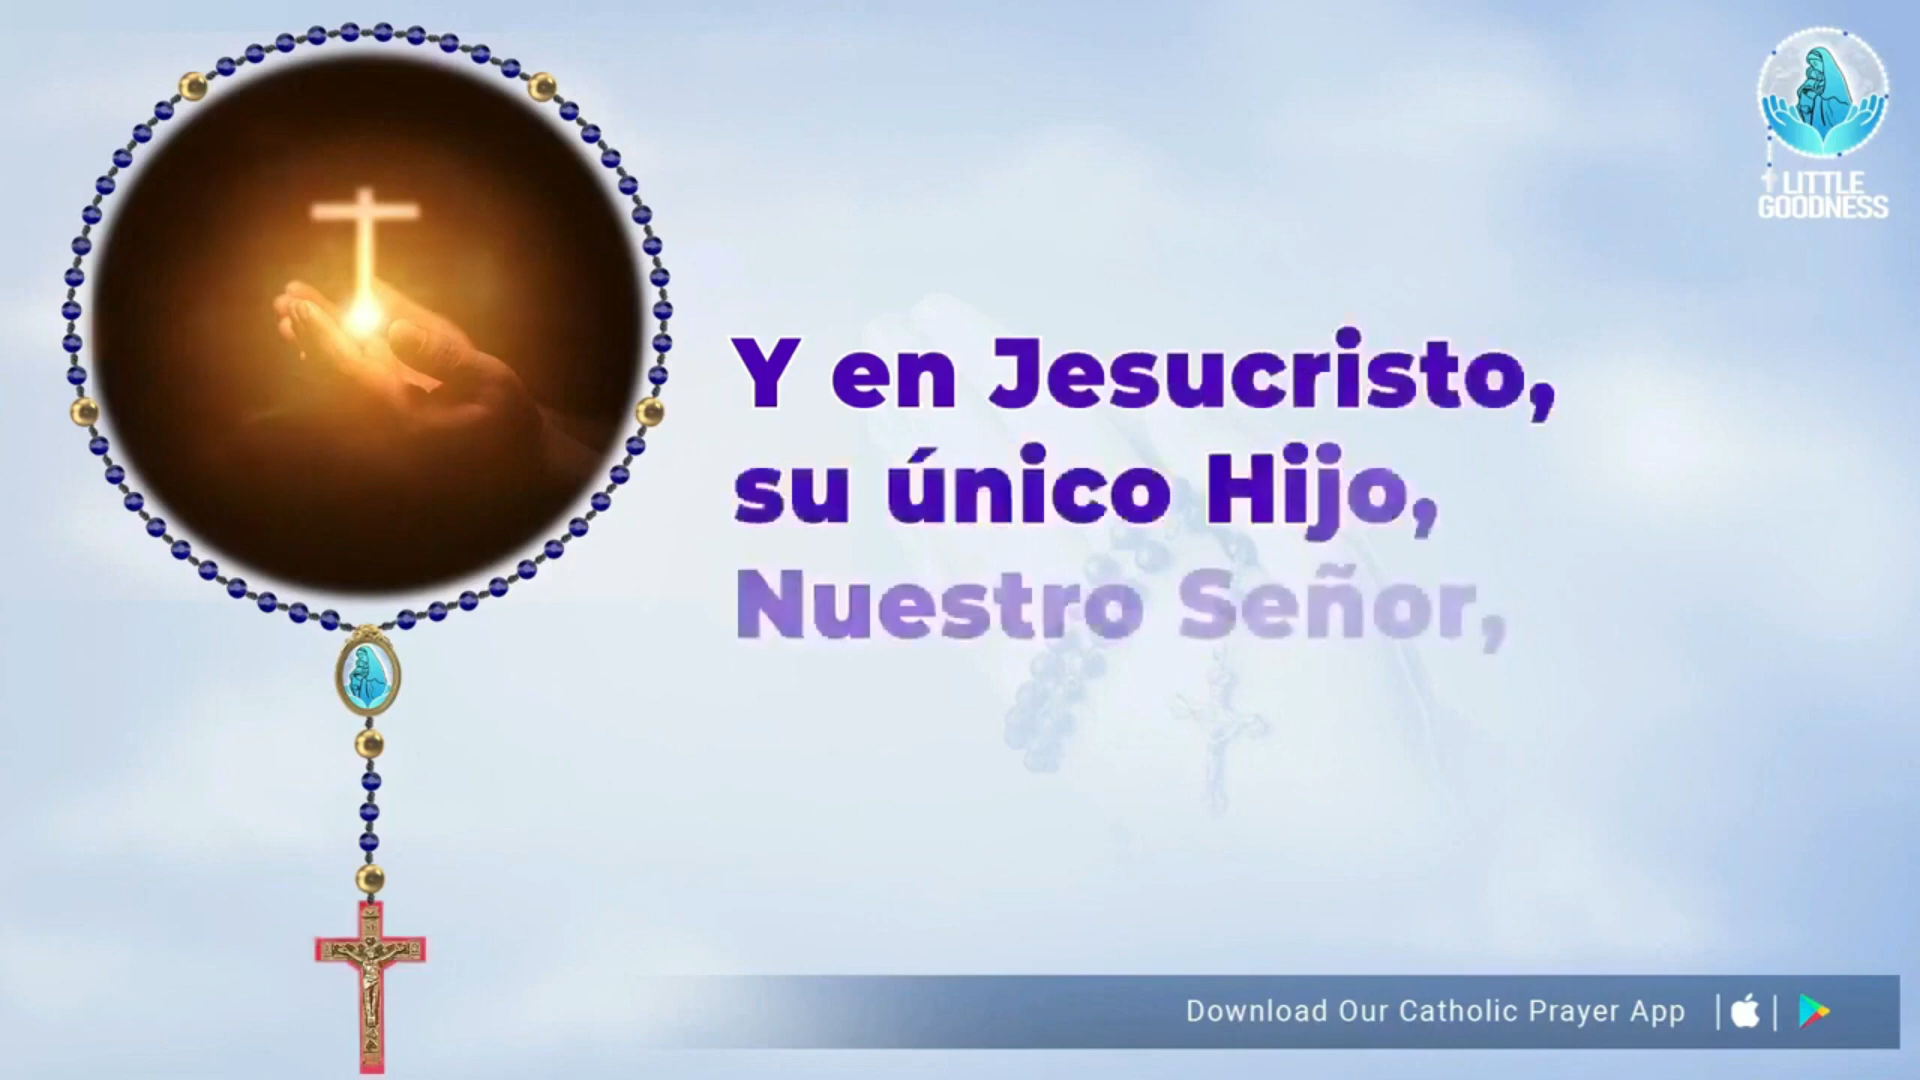 LITTLE
GOODNESS
Y en Jesucristo,
su único Hijo,
Nuestro Señor,
Download Our Catholic Prayer App